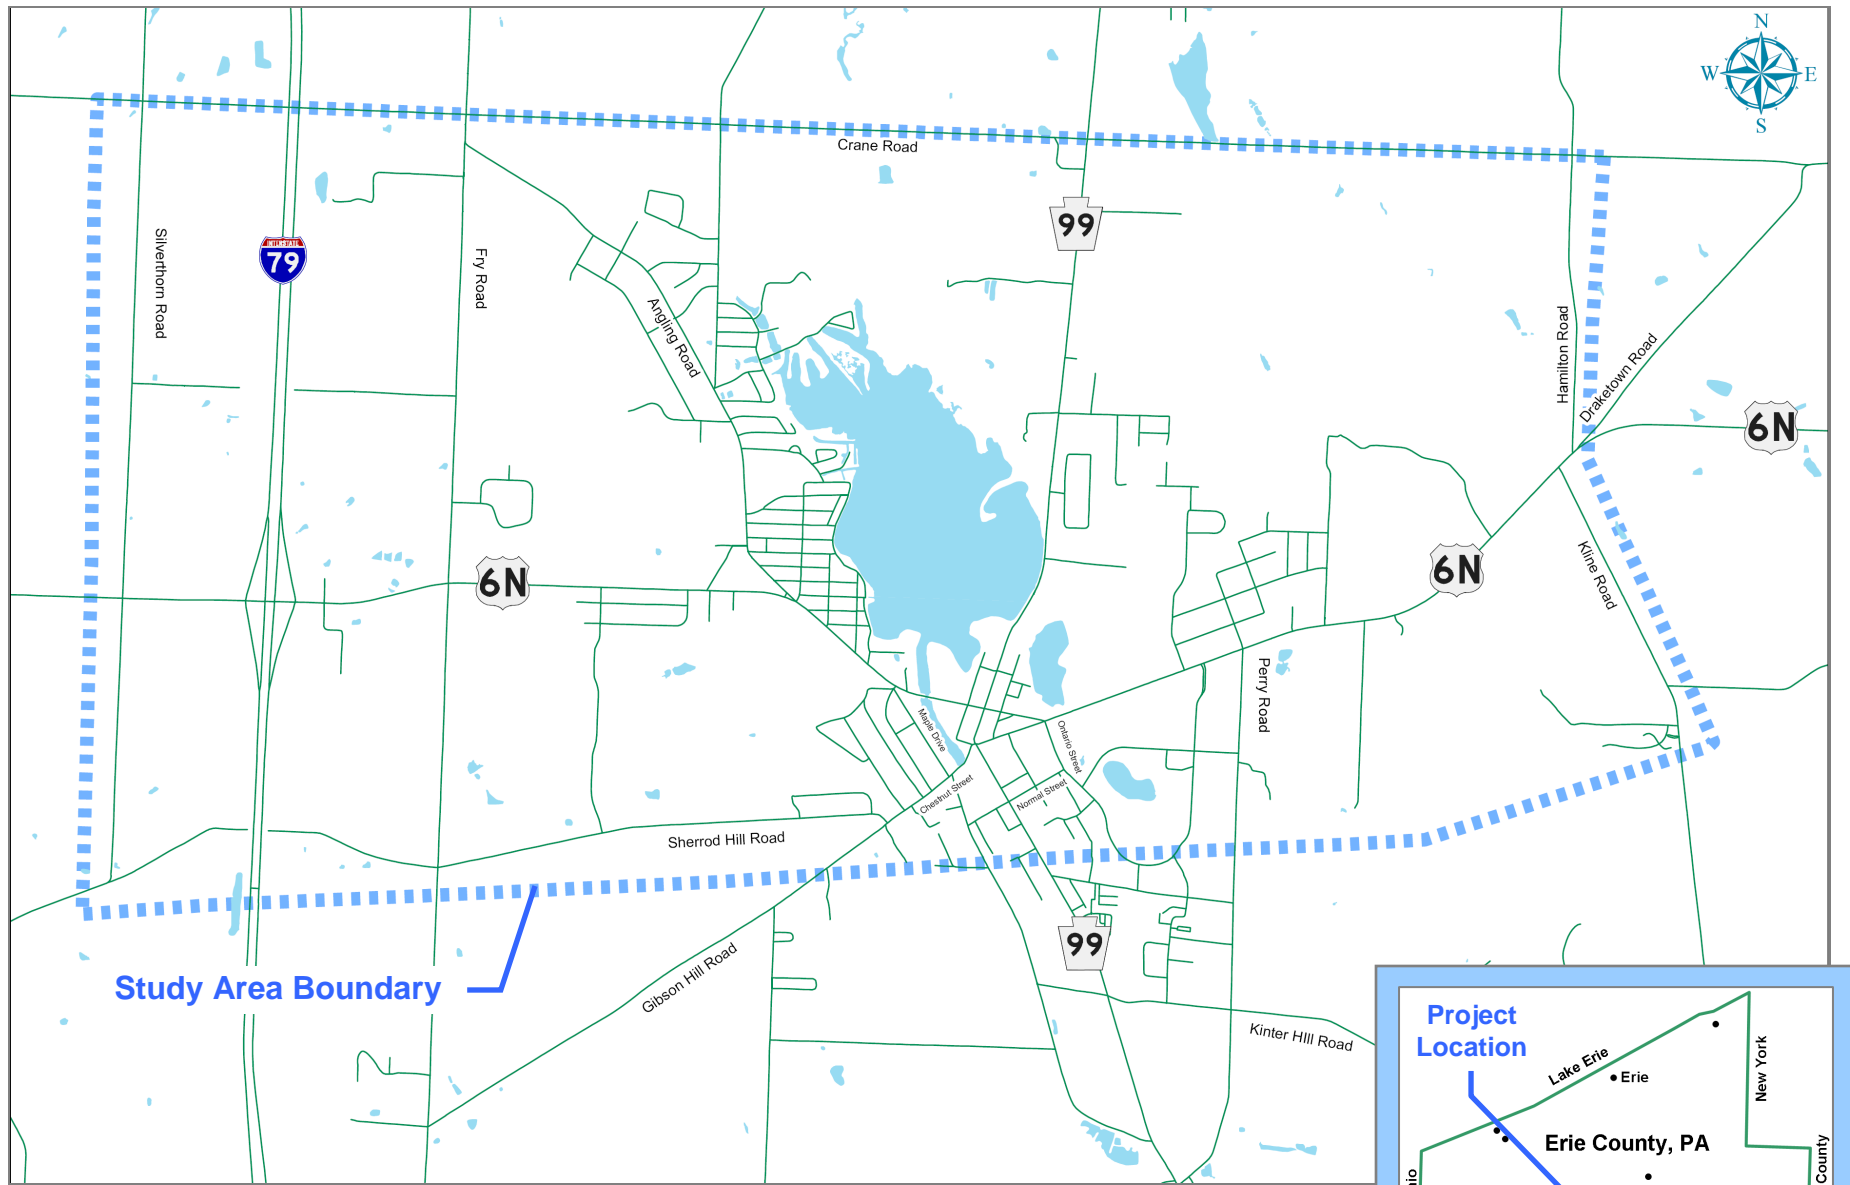 N
W E
S
Crane Road
99
Silverthorn Road
INTERSTATE
79
Fry Road
Angling Road
Hamilton Road
Draketown Road
6N
6N
6N
Kline Road
Perry Road
Maple Drive
Ontario Street
Chestnut Street
Normal Street
Sherrod Hill Road
99
Study Area Boundary
Gibson Hill Road
Kinter HIll Road
Project
Location
Lake Erie
Erie
New York
Erie County, PA
County